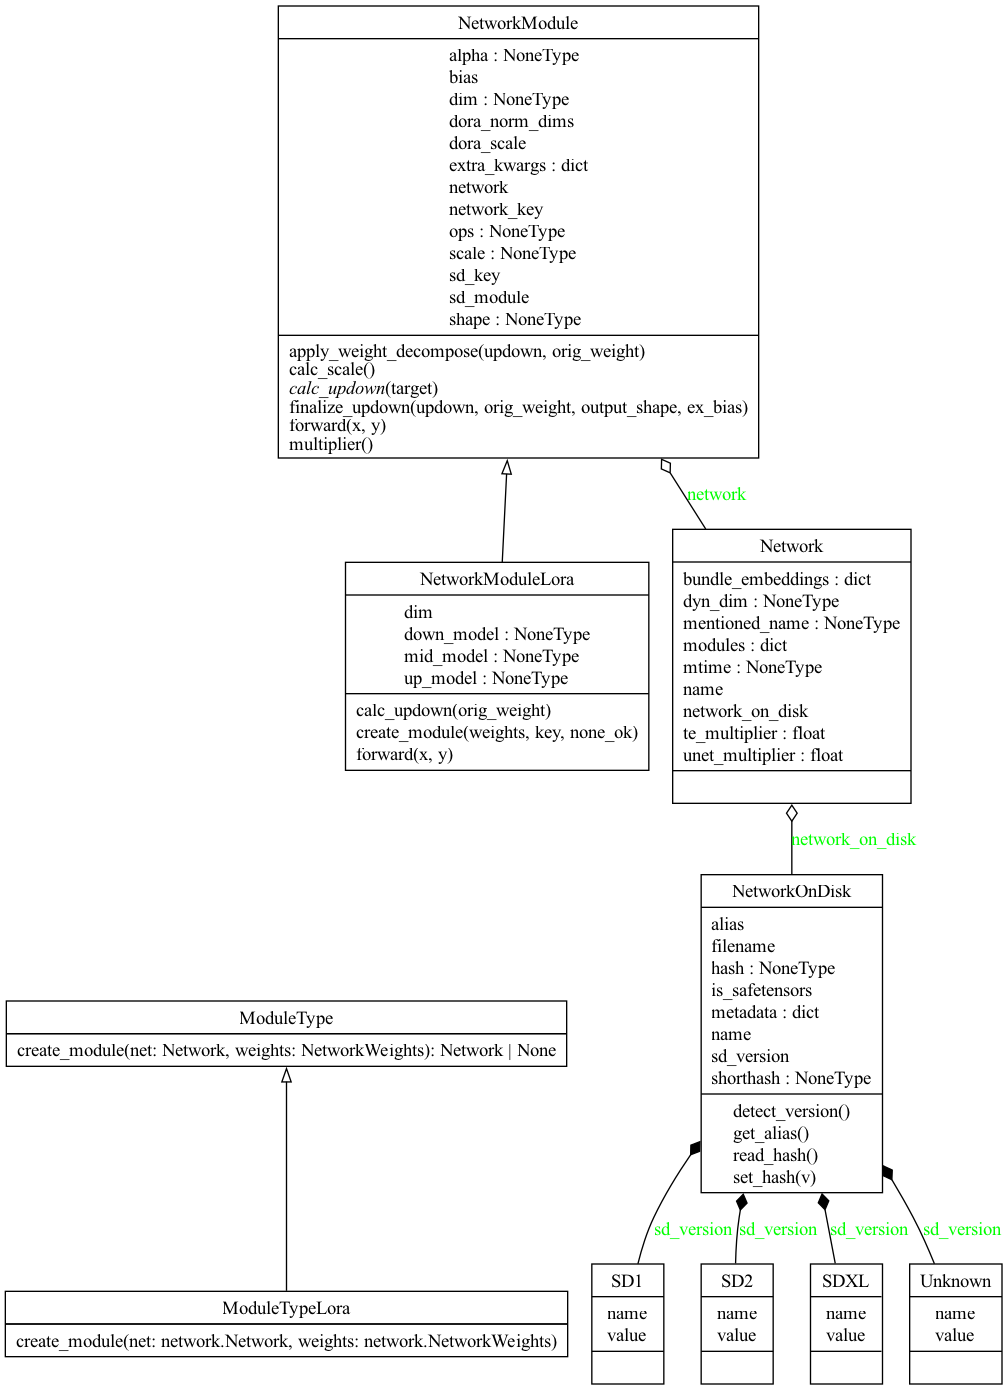 NetworkModule
alpha : NoneType
bias
dim : NoneType
dora_norm_dims
dora_scale
extra_kwargs : dict
network
network_key
ops : NoneType
scale : NoneType
sd_key
sd_module
shape : NoneType
apply_weight_decompose(updown, orig_weight)
calc_scale()
calc_updown(target)
finalize_updown(updown, orig_weight, output_shape, ex_bias)
forward(x, y)
multiplier()
network
NetworkModuleLora
dim
down_model : NoneType
mid_model : NoneType
up_model : NoneType
calc_updown(orig_weight)
create_module(weights, key, none_ok)
forward(x, y)
Network
bundle_embeddings : dict
dyn_dim : NoneType
mentioned_name : NoneType
modules : dict
mtime : NoneType
name
network_on_disk
te_multiplier : float
unet_multiplier : float
network_on_disk
NetworkOnDisk
alias
filename
hash : NoneType
is_safetensors
metadata : dict
name
sd_version
shorthash : NoneType
detect_version()
get_alias()
read_hash()
set_hash(v)
ModuleType
create_module(net: Network, weights: NetworkWeights): Network | None
sd_version
sd_version
sd_version
sd_version
ModuleTypeLora
create_module(net: network.Network, weights: network.NetworkWeights)
SD1
name
value
SD2
name
value
SDXL
name
value
Unknown
name
value